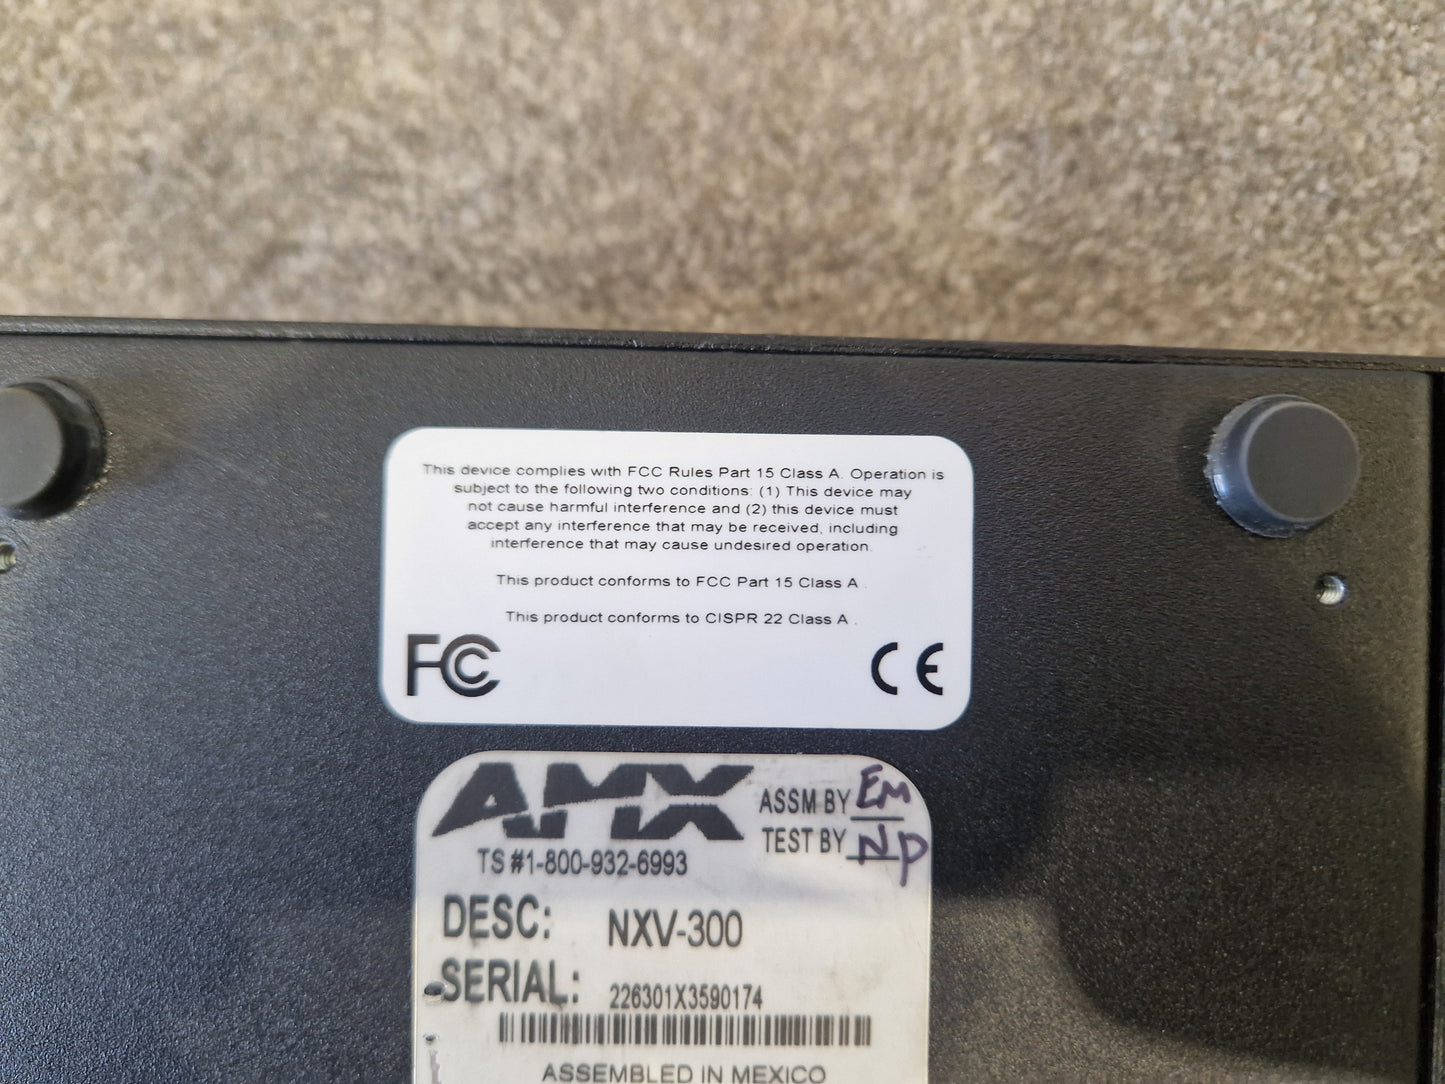 This device complies with FCC Rules Part 15 Class A. Operation is
subject to the following two conditions: (1) This device may
not cause harmful interference and (2) this device must
accept any interference that may be received, including
interference that may cause undesired operation.
This product conforms to FCC Part 15 Class A .
This product conforms to CISPR 22 Class A .
FC CE
AMX
ASSM BY Em
TEST BY NP
TS #1-800-932-6993
DESC: NXV-300
SERIAL: 226301X3590174
ASSEMBLED IN MEXICO